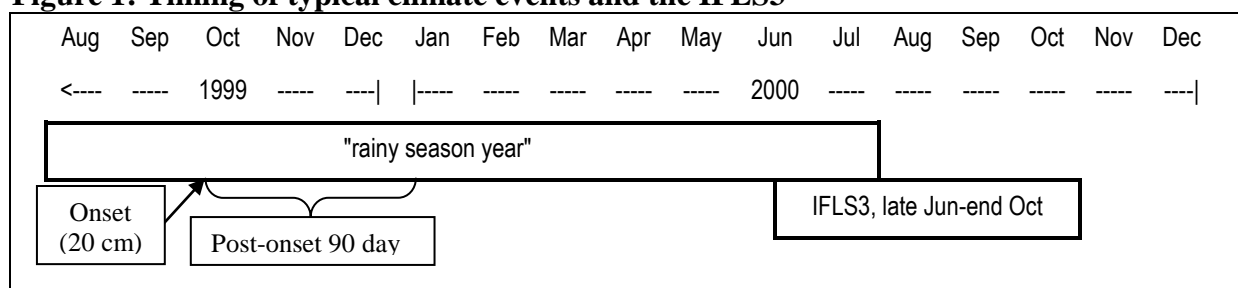 Figure 1: Timing of typical climate events and the IFLS3
Aug Sep Oct Nov Dec Jan Feb Mar Apr May Jun Jul Aug Sep Oct Nov Dec
<---- ----- 1999 ----- ----| |----- ----- ----- ----- ----- 2000 ----- ----- ----- ----- ----- ----|
"rainy season year"
IFLS3, late Jun-end Oct
Onset
(20 cm)
Post-onset 90 day